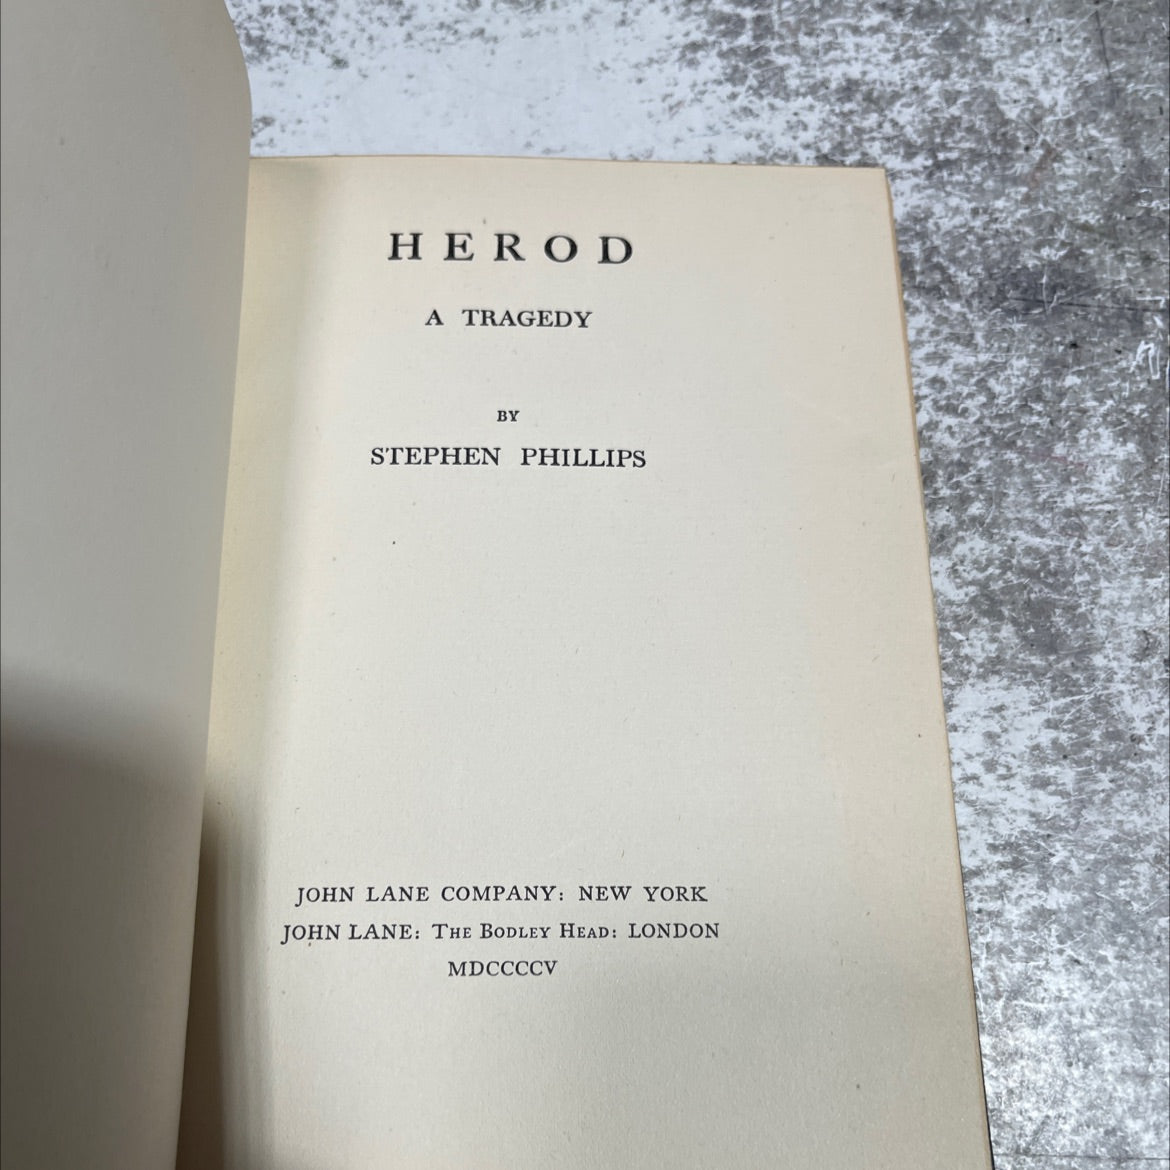 HEROD
A TRAGEDY
BY
STEPHEN PHILLIPS
JOHN LANE COMPANY: NEW YORK
JOHN LANE: THE BODLEY HEAD: LONDON
MDCCCCV